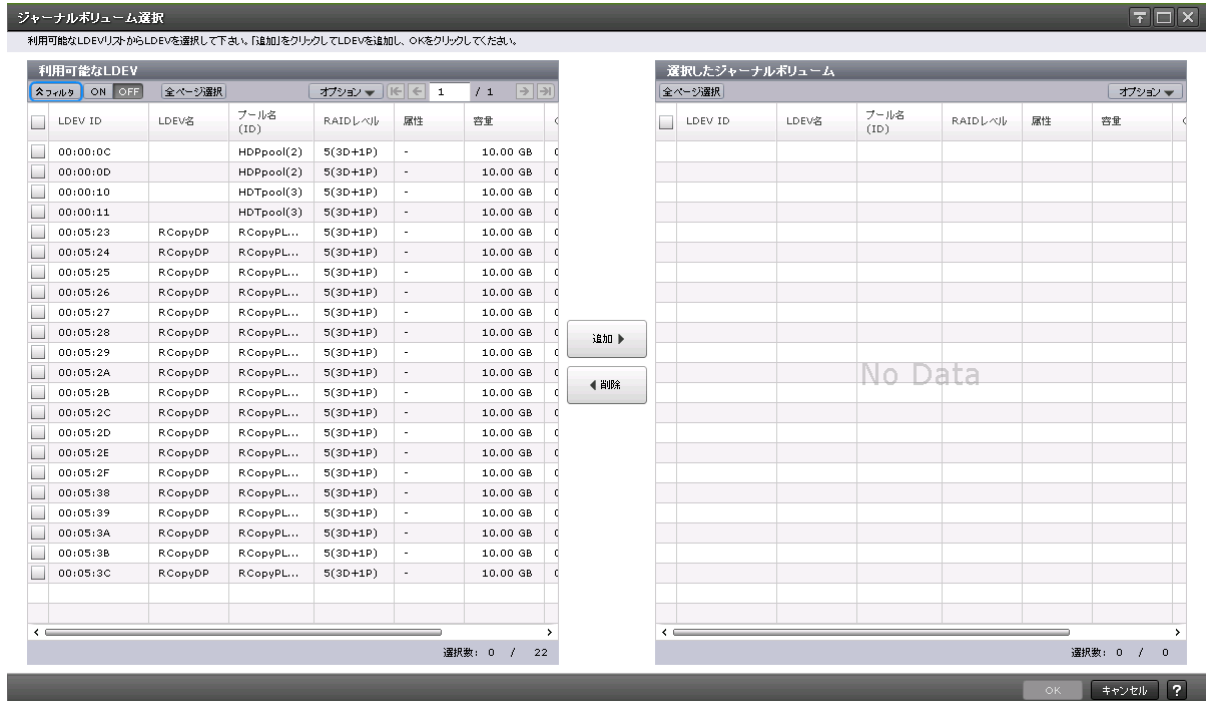 ジャーナルボリューム選択
利用可能なLDEVリストからLDEVを選択して下さい。「追加」をクリックしてLDEVを追加し、OKをクリックしてください。
利用可能なLDEV
フィルタ ON OFF 全ページ選択 オプション 1 / 1
LDEV ID LDEV名 プール名 (ID) RAIDレベル 属性 容量
00:00:0C HDPpool(2) 5(3D+1P) - 10.00 GB
00:00:0D HDPpool(2) 5(3D+1P) - 10.00 GB
00:00:10 HDTpool(3) 5(3D+1P) - 10.00 GB
00:00:11 HDTpool(3) 5(3D+1P) - 10.00 GB
00:05:23 RCopyDP RCopyPL... 5(3D+1P) - 10.00 GB
00:05:24 RCopyDP RCopyPL... 5(3D+1P) - 10.00 GB
00:05:25 RCopyDP RCopyPL... 5(3D+1P) - 10.00 GB
00:05:26 RCopyDP RCopyPL... 5(3D+1P) - 10.00 GB
00:05:27 RCopyDP RCopyPL... 5(3D+1P) - 10.00 GB
00:05:28 RCopyDP RCopyPL... 5(3D+1P) - 10.00 GB
00:05:29 RCopyDP RCopyPL... 5(3D+1P) - 10.00 GB
00:05:2A RCopyDP RCopyPL... 5(3D+1P) - 10.00 GB
00:05:2B RCopyDP RCopyPL... 5(3D+1P) - 10.00 GB
00:05:2C RCopyDP RCopyPL... 5(3D+1P) - 10.00 GB
00:05:2D RCopyDP RCopyPL... 5(3D+1P) - 10.00 GB
00:05:2E RCopyDP RCopyPL... 5(3D+1P) - 10.00 GB
00:05:2F RCopyDP RCopyPL... 5(3D+1P) - 10.00 GB
00:05:38 RCopyDP RCopyPL... 5(3D+1P) - 10.00 GB
00:05:39 RCopyDP RCopyPL... 5(3D+1P) - 10.00 GB
00:05:3A RCopyDP RCopyPL... 5(3D+1P) - 10.00 GB
00:05:3B RCopyDP RCopyPL... 5(3D+1P) - 10.00 GB
00:05:3C RCopyDP RCopyPL... 5(3D+1P) - 10.00 GB
選択数: 0 / 22
追加
削除
選択したジャーナルボリューム
全ページ選択 オプション
LDEV ID LDEV名 プール名 (ID) RAIDレベル 属性 容量
No Data
選択数: 0 / 0
OK キャンセル ?